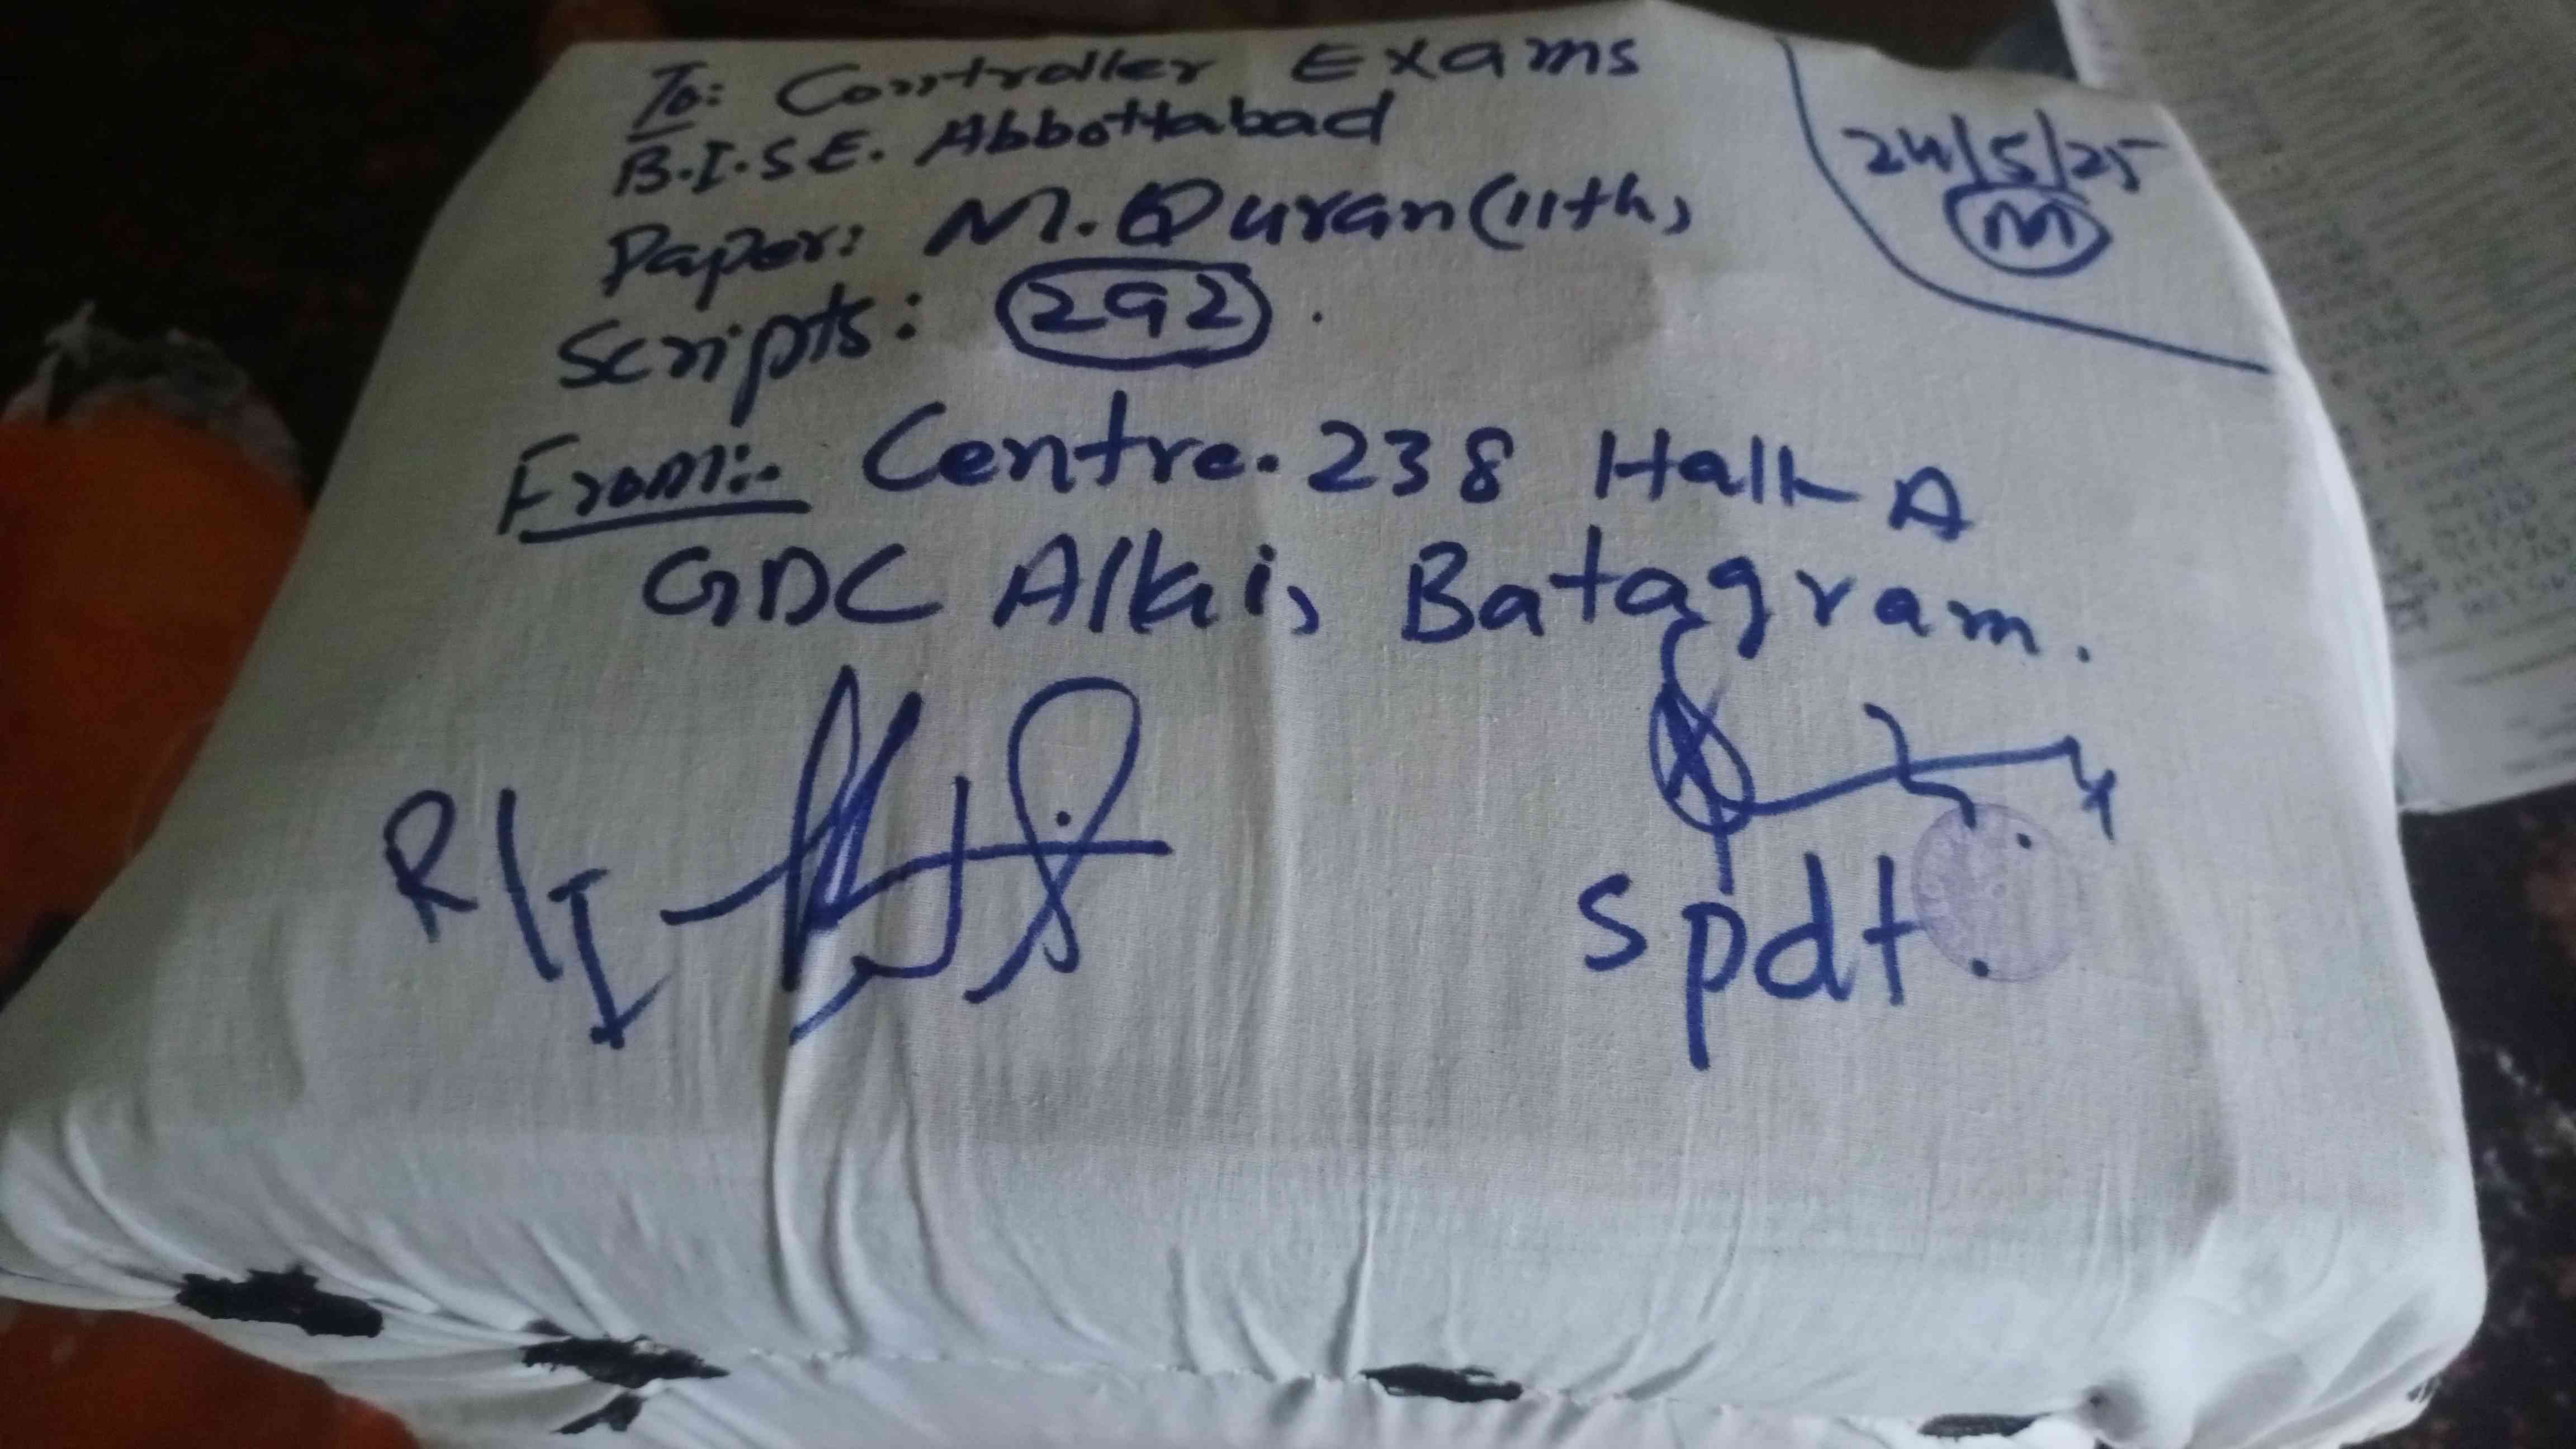 To: Controller Exams
B.I.S.E. Abbottabad
Paper: M. Quran (11th)
Scripts: 292.
24/5/25
M
From:- Centre. 238 Hall A
GDC Allai, Batagram.
R/I
spdt.